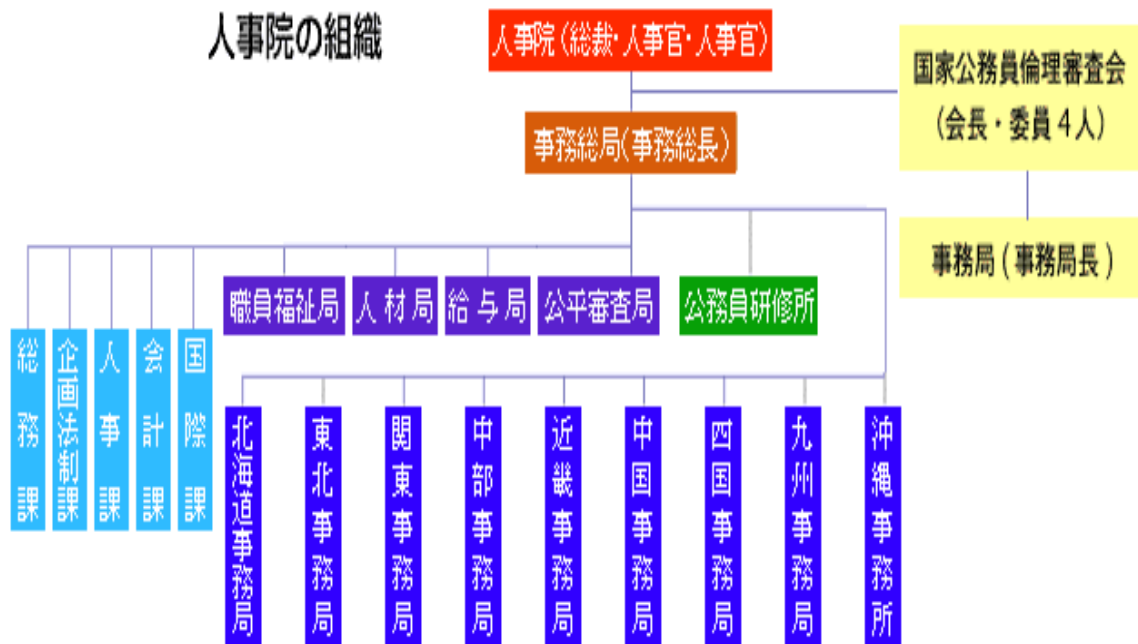 人事院の組織
人事院(総裁・人事官・人事官)
国家公務員倫理審査会
(会長・委員4人)
事務総局(事務総長)
事務局(事務局長)
職員福祉局
人材局
給与局
公平審査局
公務員研修所
総務課
企画法制課
人事課
会計課
国際課
北海道事務局
東北事務局
関東事務局
中部事務局
近畿事務局
中国事務局
四国事務局
九州事務局
沖縄事務所